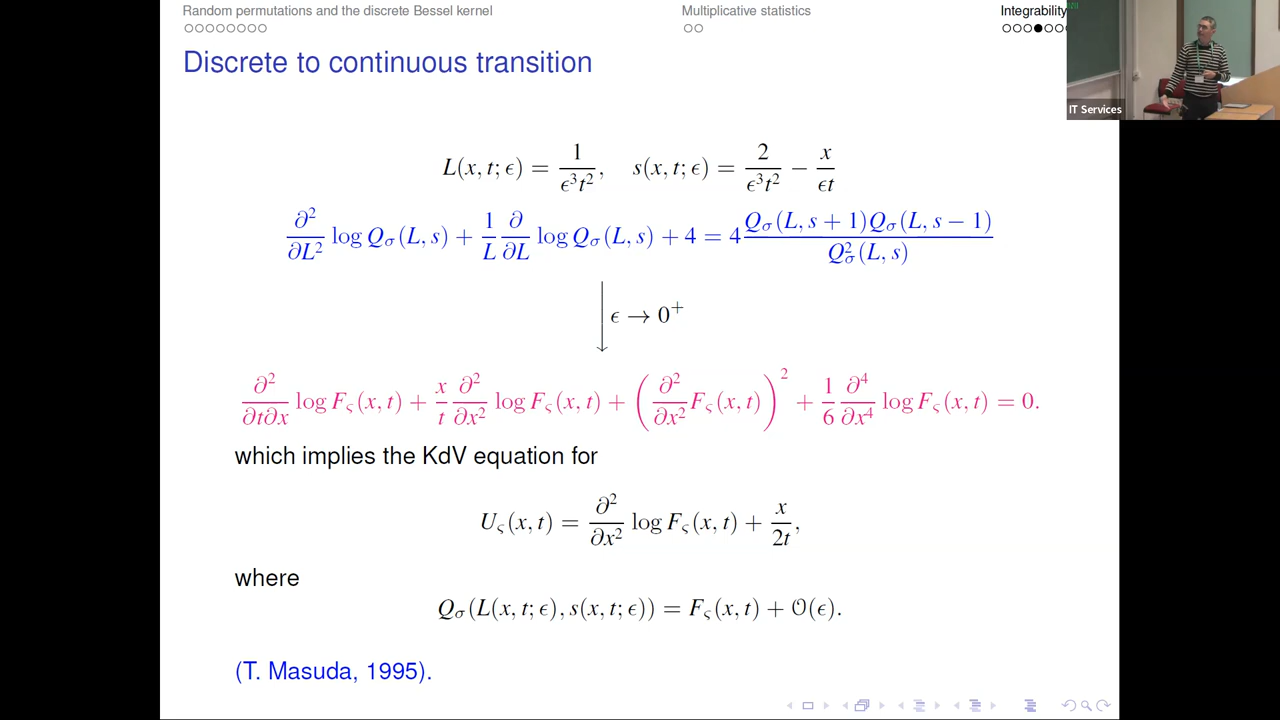 Random permutations and the discrete Bessel kernel Multiplicative statistics Integrability
Discrete to continuous transition
IT Services
L(x, t; ϵ) = 1/(ϵ³t²), s(x, t; ϵ) = 2/(ϵ³t²) − x/(ϵt)
∂²/∂L² log Q_σ(L, s) + 1/L ∂/∂L log Q_σ(L, s) + 4 = 4 Q_σ(L, s + 1)Q_σ(L, s − 1)/Q²_σ(L, s)
ϵ → 0⁺
∂²/∂t∂x log F_ς(x, t) + x/t ∂²/∂x² log F_ς(x, t) + (∂²/∂x² F_ς(x, t))² + 1/6 ∂⁴/∂x⁴ log F_ς(x, t) = 0.
which implies the KdV equation for
U_ς(x, t) = ∂²/∂x² log F_ς(x, t) + x/2t,
where
Q_σ(L(x, t; ϵ), s(x, t; ϵ)) = F_ς(x, t) + O(ϵ).
(T. Masuda, 1995).